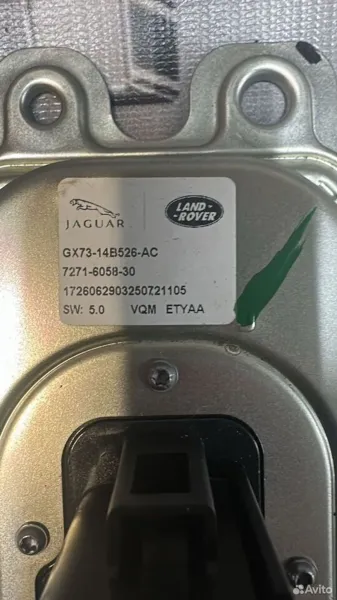 JAGUAR
LAND-
-ROVER
GX73-14B526-AC
7271-6058-30
1726062903250721105
SW: 5.0 VQM ETYAA
Avito